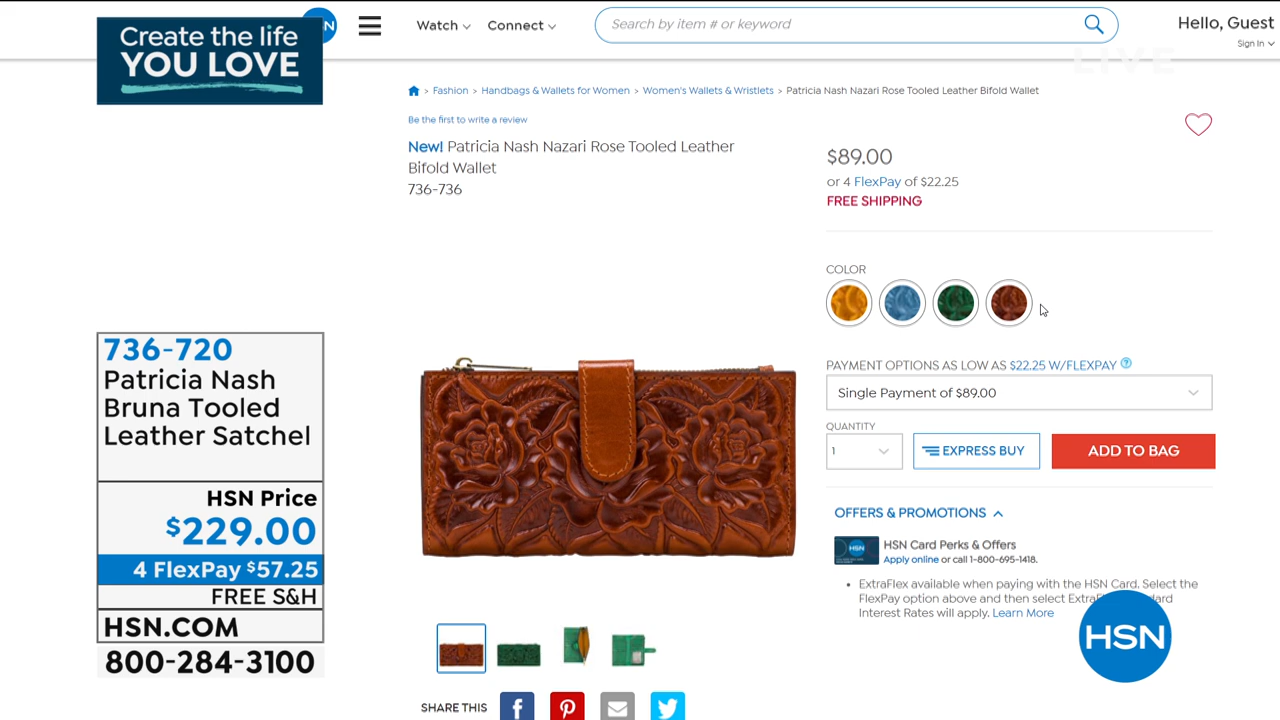 Create the life
YOU LOVE
N
Watch
Connect
Search by item # or keyword
Hello, Guest
Sign In
LIVE
> Fashion > Handbags & Wallets for Women > Women's Wallets & Wristlets > Patricia Nash Nazari Rose Tooled Leather Bifold Wallet
Be the first to write a review
New! Patricia Nash Nazari Rose Tooled Leather
Bifold Wallet
736-736
$89.00
or 4 FlexPay of $22.25
FREE SHIPPING
COLOR
PAYMENT OPTIONS AS LOW AS $22.25 W/FLEXPAY ?
Single Payment of $89.00
QUANTITY
1
EXPRESS BUY
ADD TO BAG
OFFERS & PROMOTIONS
HSN
HSN Card Perks & Offers
Apply online or call 1-800-695-1418.
• ExtraFlex available when paying with the HSN Card. Select the
FlexPay option above and then select
Interest Rates will apply. Learn More
HSN
SHARE THIS
736-720
Patricia Nash
Bruna Tooled
Leather Satchel
HSN Price
$229.00
4 FlexPay $57.25
FREE S&H
HSN.COM
800-284-3100